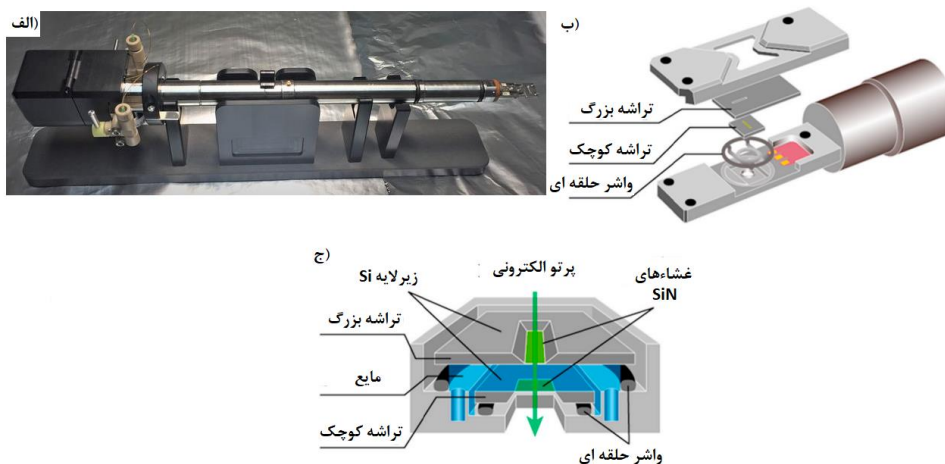 الف)
ب)
تراشه بزرگ
تراشه کوچک
واشر حلقه ای
ج)
پرتو الکترونی
غشاءهای
SiN
زیرلایه Si
تراشه بزرگ
مایع
تراشه کوچک
واشر حلقه ای